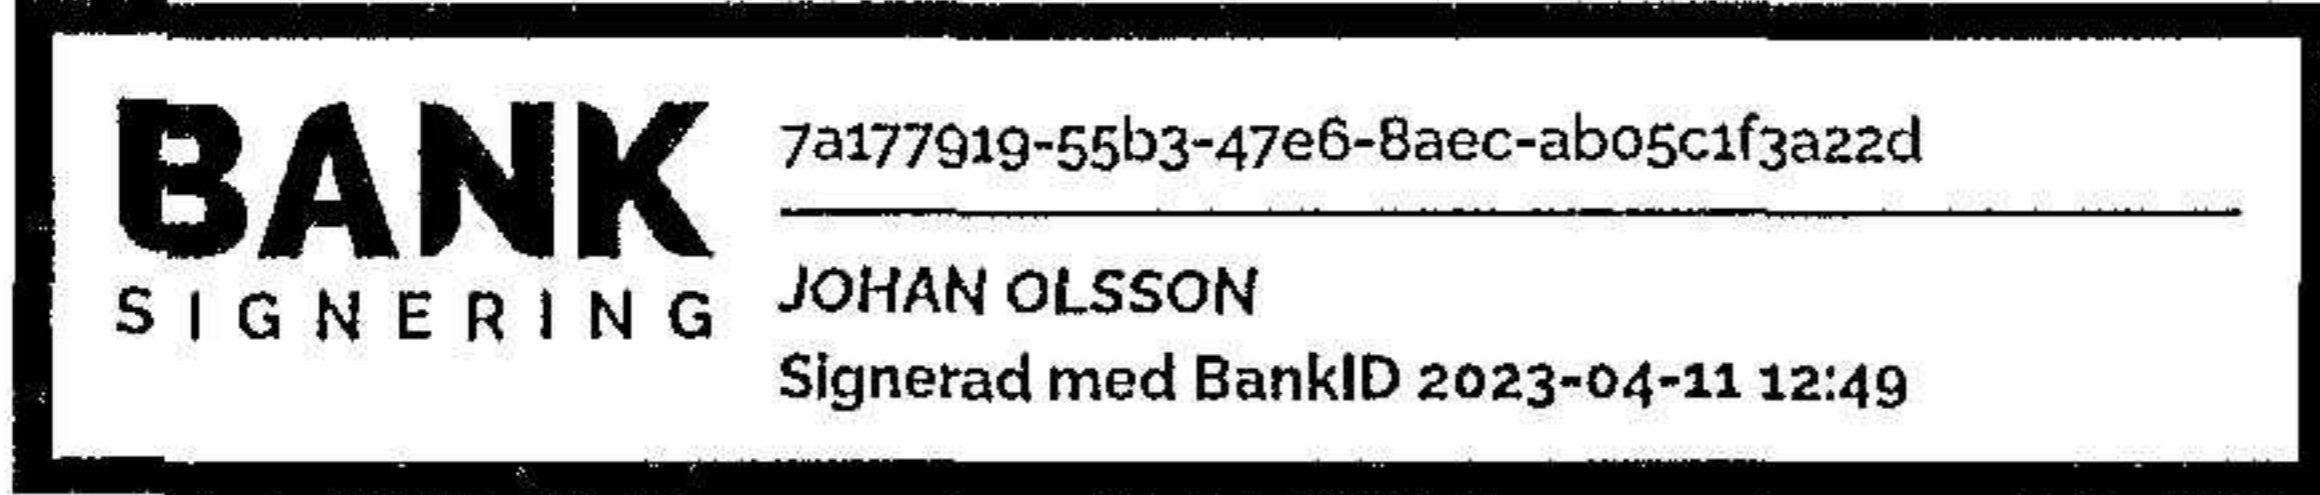 BANK
SIGNERING
7a177919-55b3-47e6-8aec-ab05c1f3a22d
JOHAN OLSSON
Signerad med BankID 2023-04-11 12:49